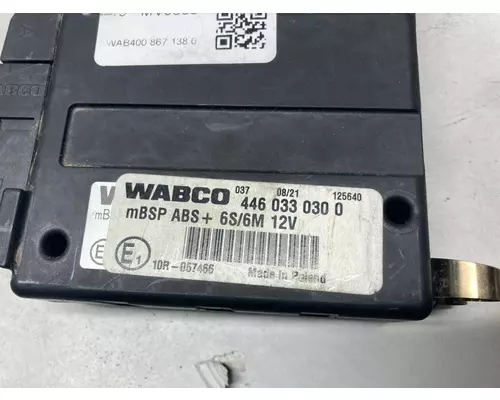 WAB400 867 138 0
A
WABCO
WABCO 037 08/21 125640
446 033 030 0
mBSP ABS+ 6S/6M 12V
E1 10R-057466 Made in Poland